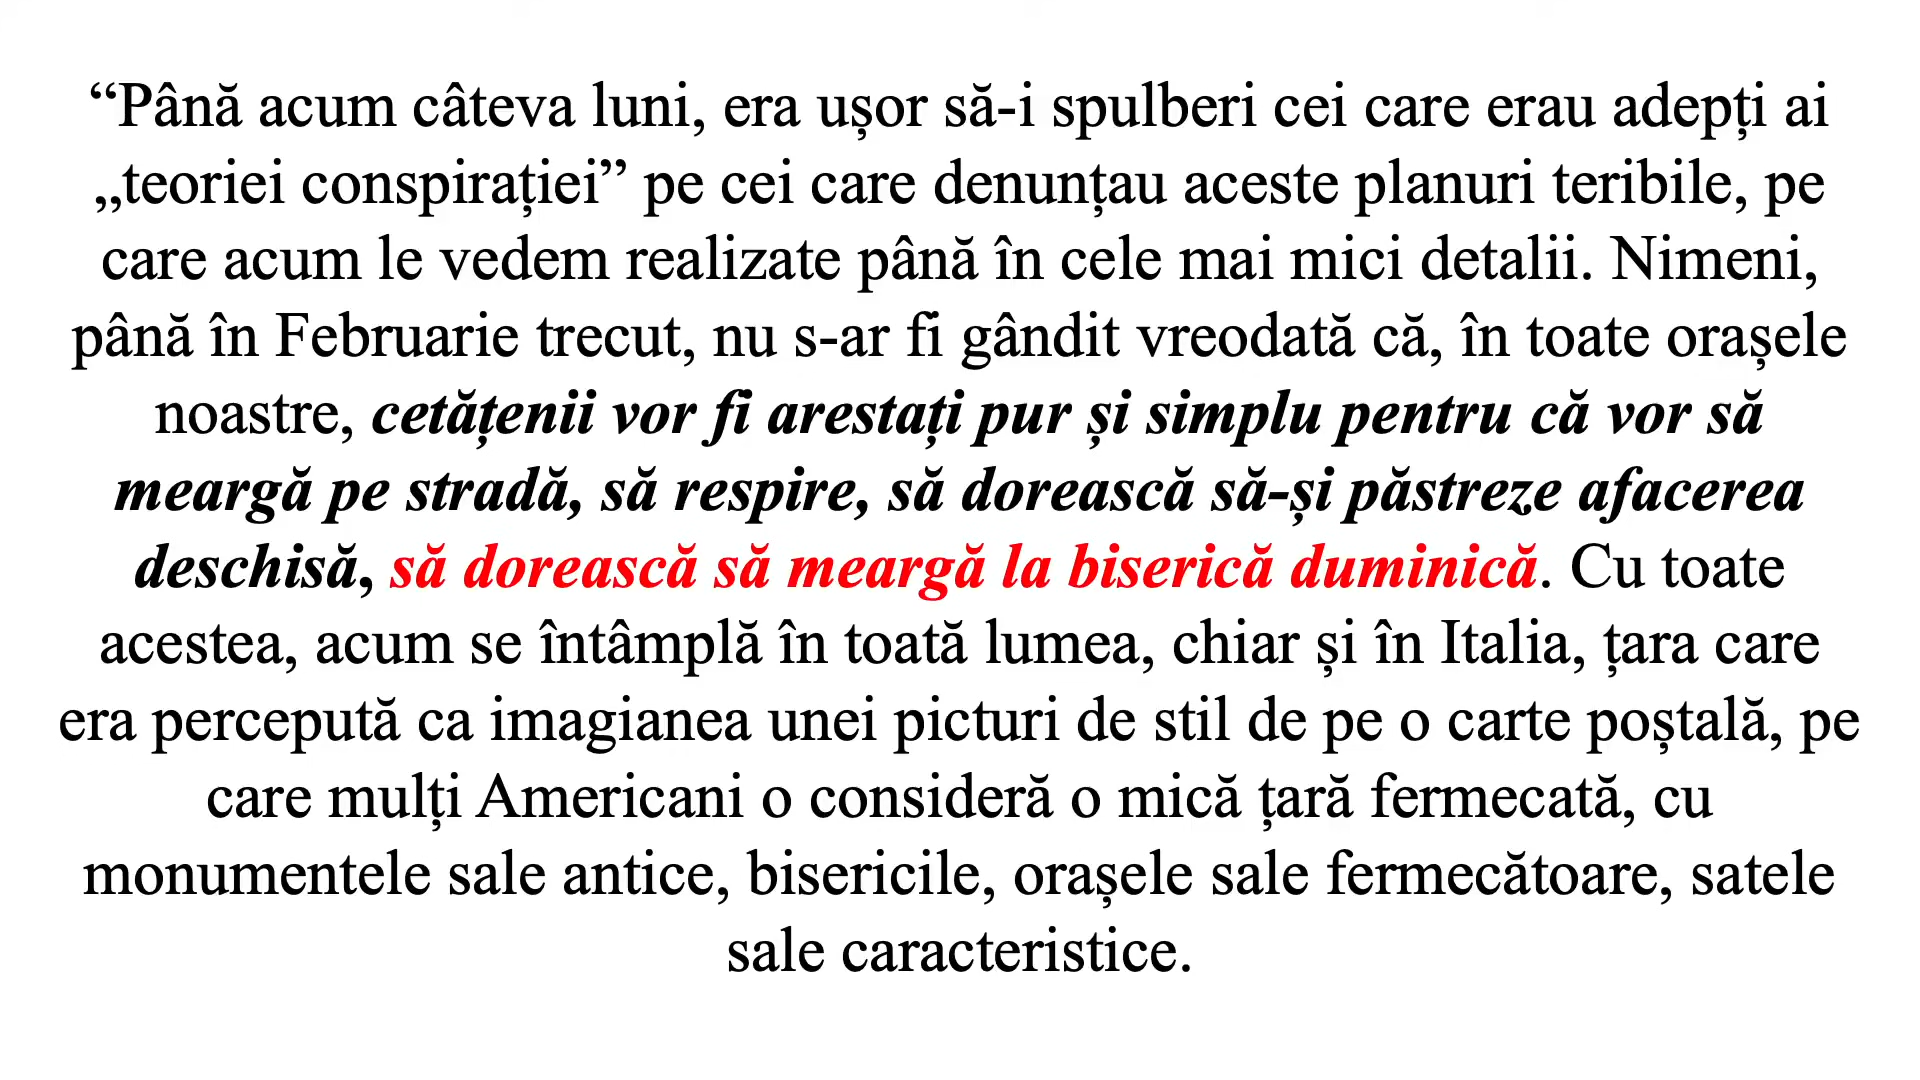 “Până acum câteva luni, era ușor să-i spulberi cei care erau adepți ai
„teoriei conspirației” pe cei care denunțau aceste planuri teribile, pe
care acum le vedem realizate până în cele mai mici detalii. Nimeni,
până în Februarie trecut, nu s-ar fi gândit vreodată că, în toate orașele
noastre, cetățenii vor fi arestați pur și simplu pentru că vor să
meargă pe stradă, să respire, să dorească să-și păstreze afacerea
deschisă, să dorească să meargă la biserică duminică. Cu toate
acestea, acum se întâmplă în toată lumea, chiar și în Italia, țara care
era percepută ca imagianea unei picturi de stil de pe o carte poștală, pe
care mulți Americani o consideră o mică țară fermecată, cu
monumentele sale antice, bisericile, orașele sale fermecătoare, satele
sale caracteristice.